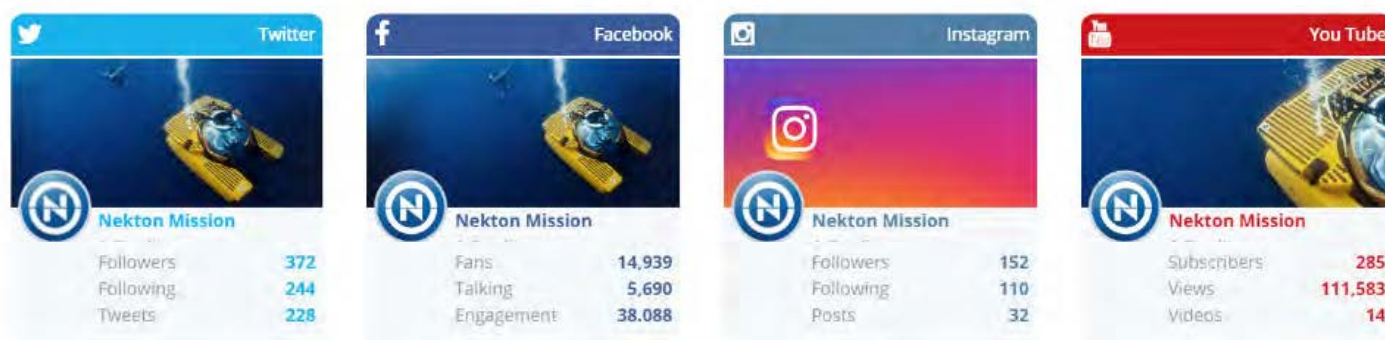 Twitter
Nekton Mission
Followers 372
Following 244
Tweets 228
Facebook
Nekton Mission
Fans 14,939
Talking 5,690
Engagement 38.088
Instagram
Nekton Mission
Followers 152
Following 110
Posts 32
You Tube
Nekton Mission
Subscribers 285
Views 111,583
Videos 14